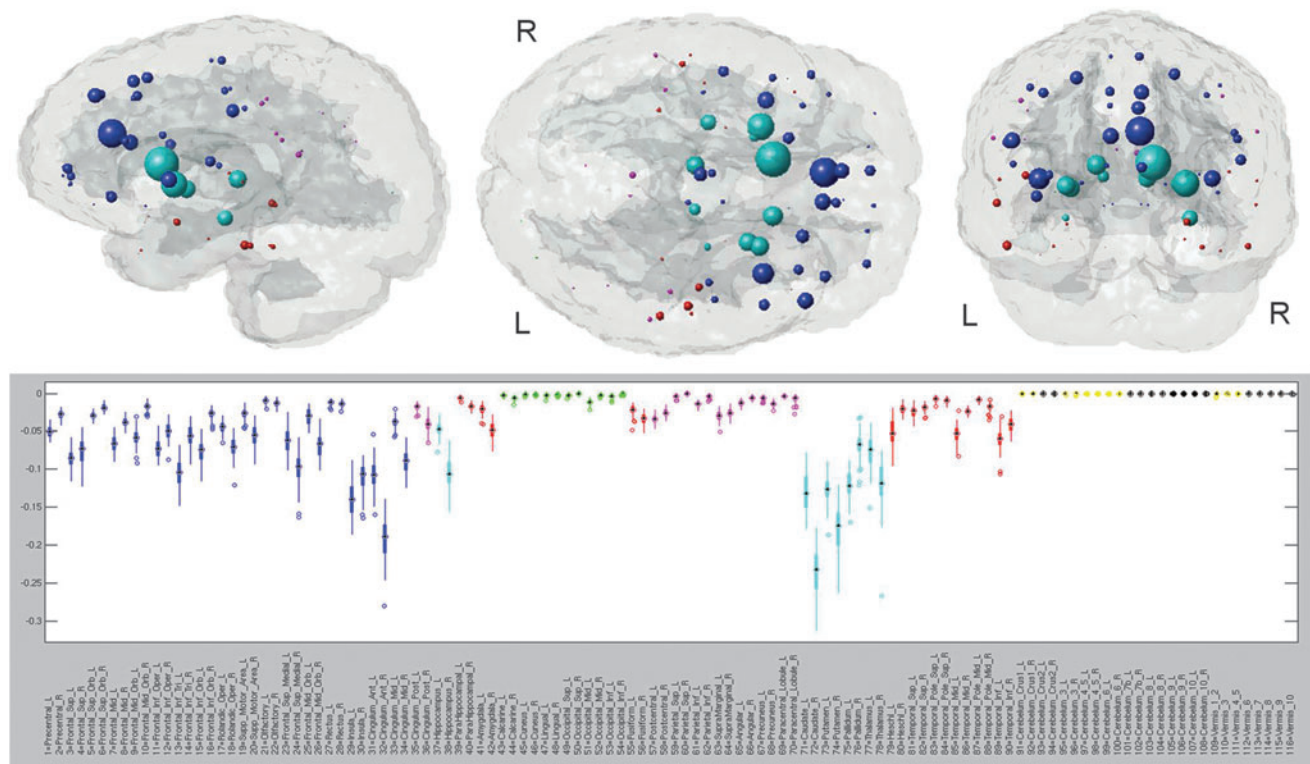 R
L
L
R
0
-0.05
-0.1
-0.15
-0.2
-0.25
-0.3
1•Precentral_L
2•Precentral_R
3•Frontal_Sup_L
4•Frontal_Sup_R
5•Frontal_Sup_Orb_L
6•Frontal_Sup_Orb_R
7•Frontal_Mid_L
8•Frontal_Mid_R
9•Frontal_Mid_Orb_L
10•Frontal_Mid_Orb_R
11•Frontal_Inf_Oper_L
12•Frontal_Inf_Oper_R
13•Frontal_Inf_Tri_L
14•Frontal_Inf_Tri_R
15•Frontal_Inf_Orb_L
16•Frontal_Inf_Orb_R
17•Rolandic_Oper_L
18•Rolandic_Oper_R
19•Supp_Motor_Area_L
20•Supp_Motor_Area_R
21•Olfactory_L
22•Olfactory_R
23•Frontal_Sup_Medial_L
24•Frontal_Sup_Medial_R
25•Frontal_Mid_Orb_L
26•Frontal_Mid_Orb_R
27•Rectus_L
28•Rectus_R
29•Insula_L
30•Insula_R
31•Cingulum_Ant_L
32•Cingulum_Ant_R
33•Cingulum_Mid_L
34•Cingulum_Mid_R
35•Cingulum_Post_L
36•Cingulum_Post_R
37•Hippocampus_L
38•Hippocampus_R
39•ParaHippocampal_L
40•ParaHippocampal_R
41•Amygdala_L
42•Amygdala_R
43•Calcarine_L
44•Calcarine_R
45•Cuneus_L
46•Cuneus_R
47•Lingual_L
48•Lingual_R
49•Occipital_Sup_L
50•Occipital_Sup_R
51•Occipital_Mid_L
52•Occipital_Mid_R
53•Occipital_Inf_L
54•Occipital_Inf_R
55•Fusiform_L
56•Fusiform_R
57•Postcentral_L
58•Postcentral_R
59•Parietal_Sup_L
60•Parietal_Sup_R
61•Parietal_Inf_L
62•Parietal_Inf_R
63•SupraMarginal_L
64•SupraMarginal_R
65•Angular_L
66•Angular_R
67•Precuneus_L
68•Precuneus_R
69•Paracentral_Lobule_L
70•Paracentral_Lobule_R
71•Caudate_L
72•Caudate_R
73•Putamen_L
74•Putamen_R
75•Pallidum_L
76•Pallidum_R
77•Thalamus_L
78•Thalamus_R
79•Heschl_L
80•Heschl_R
81•Temporal_Sup_L
82•Temporal_Sup_R
83•Temporal_Pole_Sup_L
84•Temporal_Pole_Sup_R
85•Temporal_Mid_L
86•Temporal_Mid_R
87•Temporal_Pole_Mid_L
88•Temporal_Pole_Mid_R
89•Temporal_Inf_L
90•Temporal_Inf_R
91•Cerebelum_Crus1_L
92•Cerebelum_Crus1_R
93•Cerebelum_Crus2_L
94•Cerebelum_Crus2_R
95•Cerebelum_3_L
96•Cerebelum_3_R
97•Cerebelum_4_5_L
98•Cerebelum_4_5_R
99•Cerebelum_6_L
100•Cerebelum_6_R
101•Cerebelum_7b_L
102•Cerebelum_7b_R
103•Cerebelum_8_L
104•Cerebelum_8_R
105•Cerebelum_9_L
106•Cerebelum_9_R
107•Cerebelum_10_L
108•Cerebelum_10_R
109•Vermis_1_2
110•Vermis_3
111•Vermis_4_5
112•Vermis_6
113•Vermis_7
114•Vermis_8
115•Vermis_9
116•Vermis_10